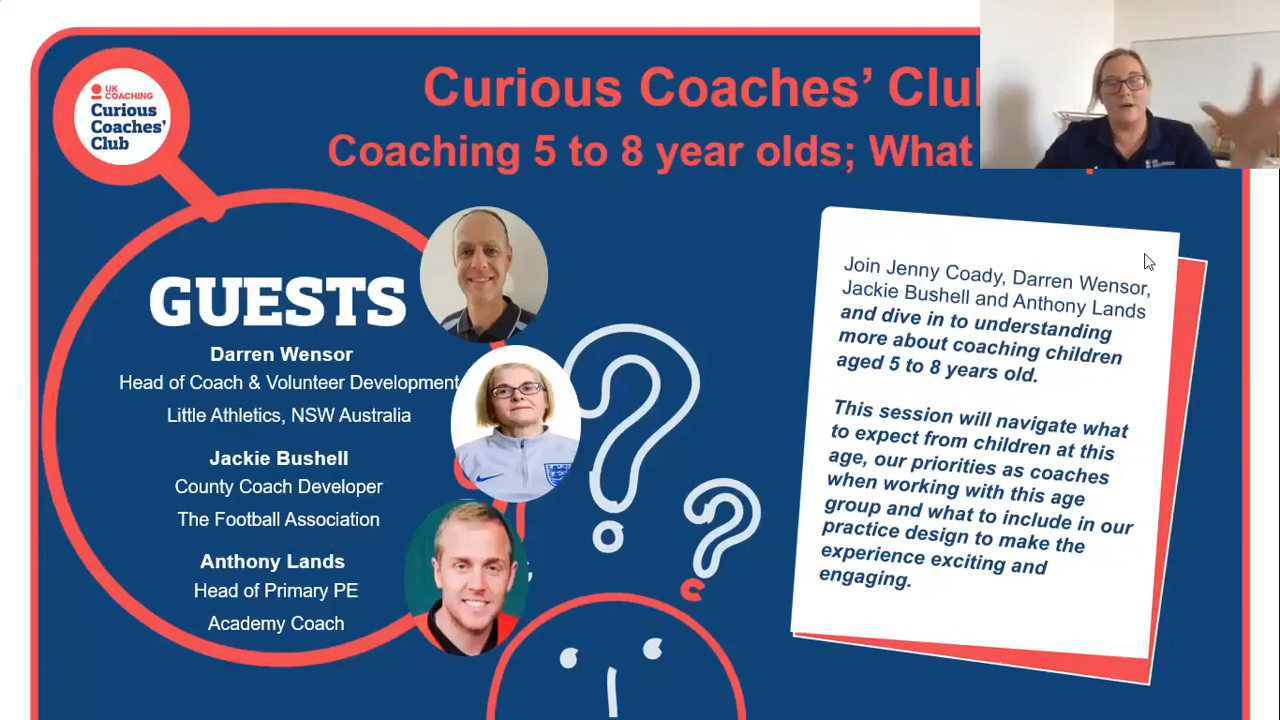 UK
COACHING
Curious
Coaches'
Club
Curious Coaches' Clu
Coaching 5 to 8 year olds; What
GUESTS
Darren Wensor
Head of Coach & Volunteer Development
Little Athletics, NSW Australia
Jackie Bushell
County Coach Developer
The Football Association
Anthony Lands
Head of Primary PE
Academy Coach
Join Jenny Coady, Darren Wensor,
Jackie Bushell and Anthony Lands
and dive in to understanding
more about coaching children
aged 5 to 8 years old.
This session will navigate what
to expect from children at this
age, our priorities as coaches
when working with this age
group and what to include in our
practice design to make the
experience exciting and
engaging.